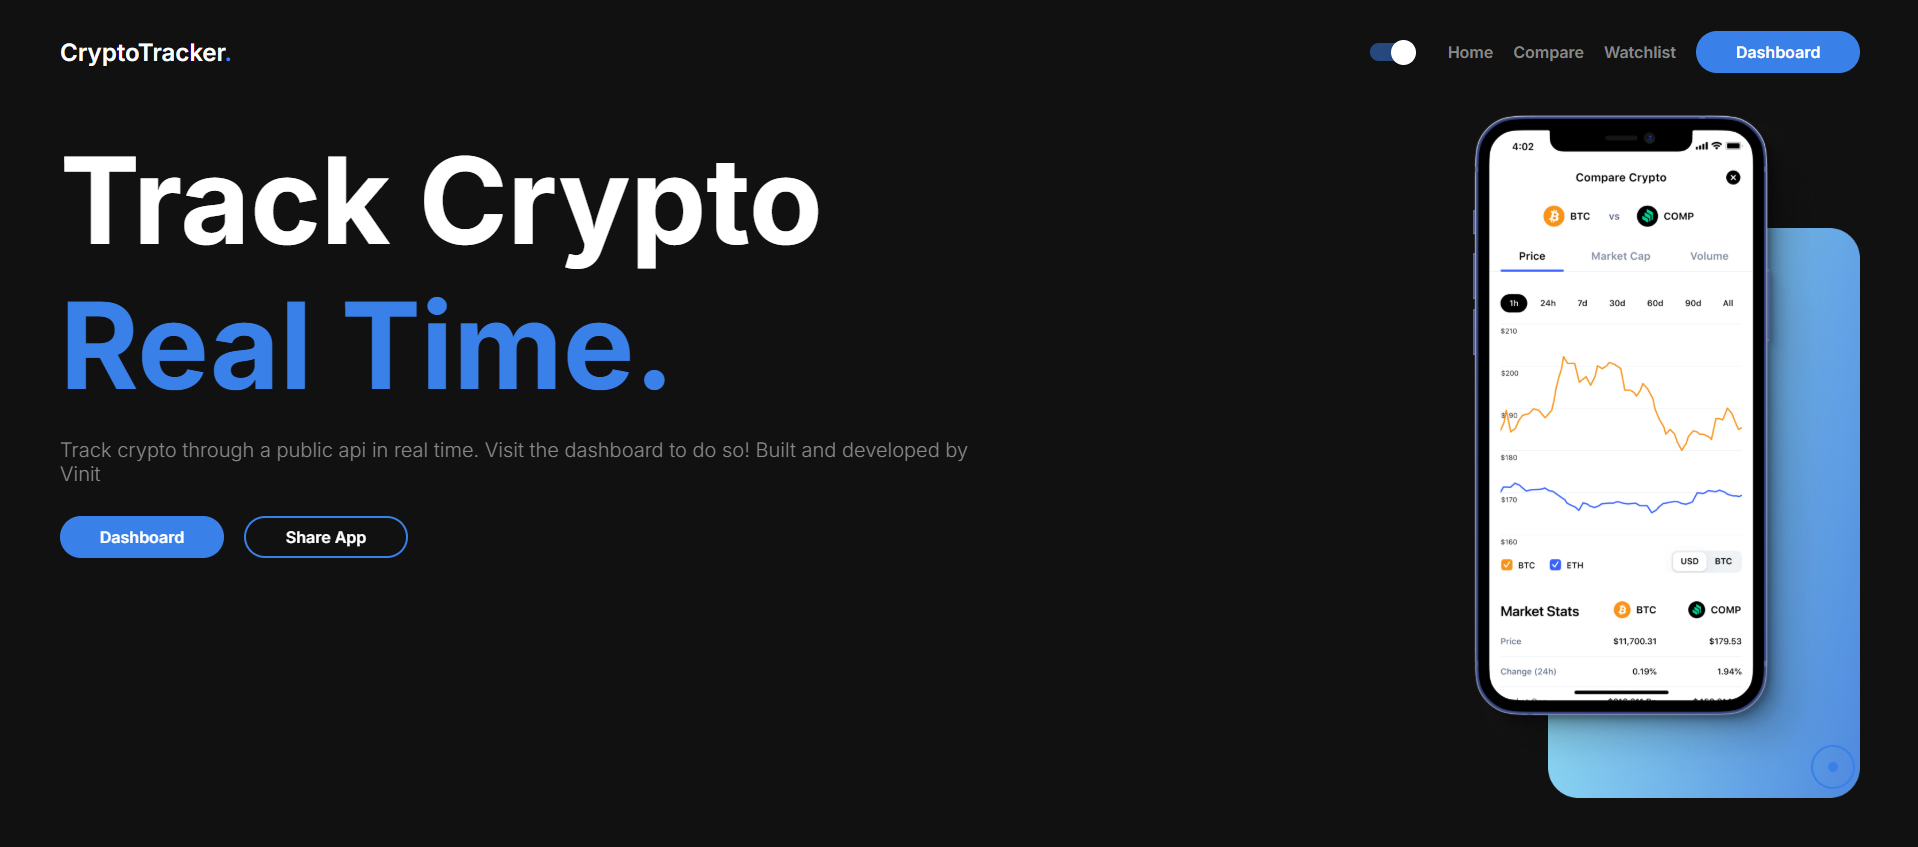 CryptoTracker.
Home Compare Watchlist Dashboard
Track Crypto
Real Time.
Track crypto through a public api in real time. Visit the dashboard to do so! Built and developed by
Vinit
Dashboard Share App
4:02
Compare Crypto
BTC vs COMP
Price Market Cap Volume
1h 24h 7d 30d 60d 90d All
$210
$200
$190
$180
$170
$160
BTC ETH USD BTC
Market Stats BTC COMP
Price $11,700.31 $179.53
Change (24h) 0.19% 1.94%